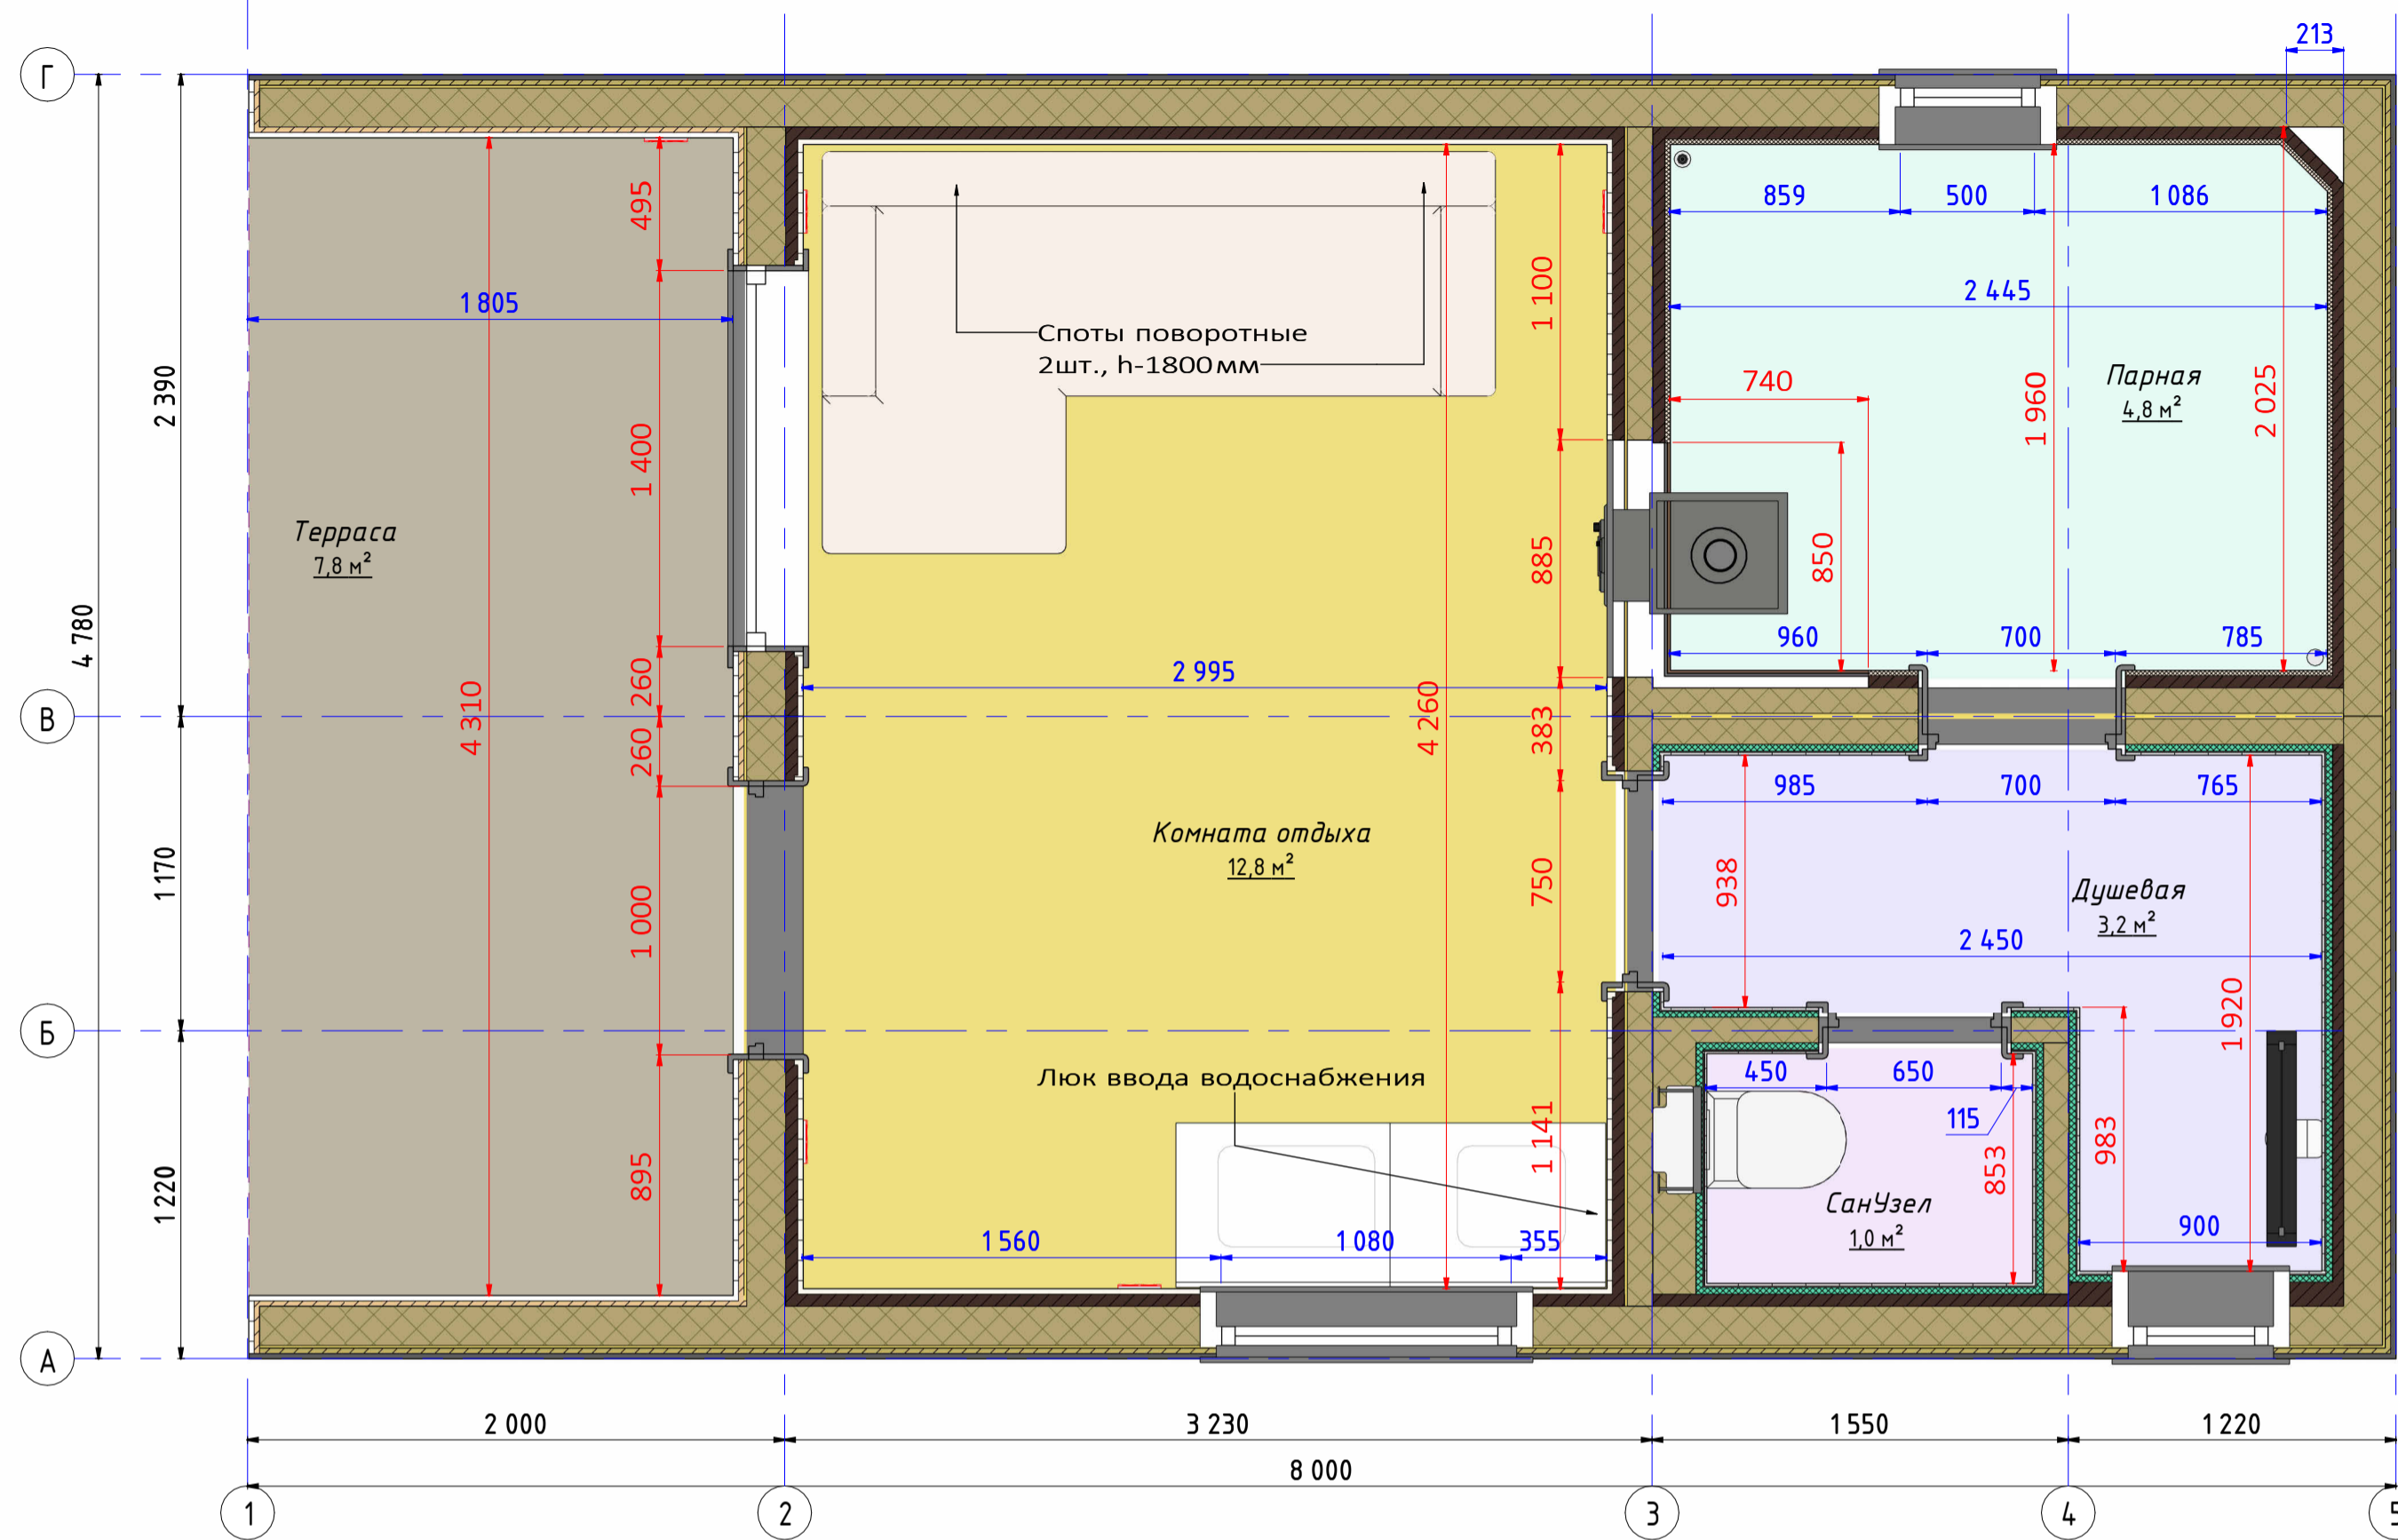 213
Г
495
859 500 1 086
1 805
2 445
1 100
Споты поворотные
2шт., h-1800мм
2 390
740
1 960
2 025
Парная
4,8 м²
1 400
Терраса
7,8 м²
885
850
4 780
960 700 785
260
2 995
4 310
4 260
383
В
260
985 700 765
Комната отдыха
12,8 м²
1 170
1 000
750
938
Душевая
3,2 м²
2 450
1920
Б
Люк ввода водоснабжения
450 650
115
1 141
983
853
895
1 220
СанУзел
1,0 м²
1 560 1 080 355
900
А
2 000 3 230 1 550 1 220
8 000
1 2 3 4 5